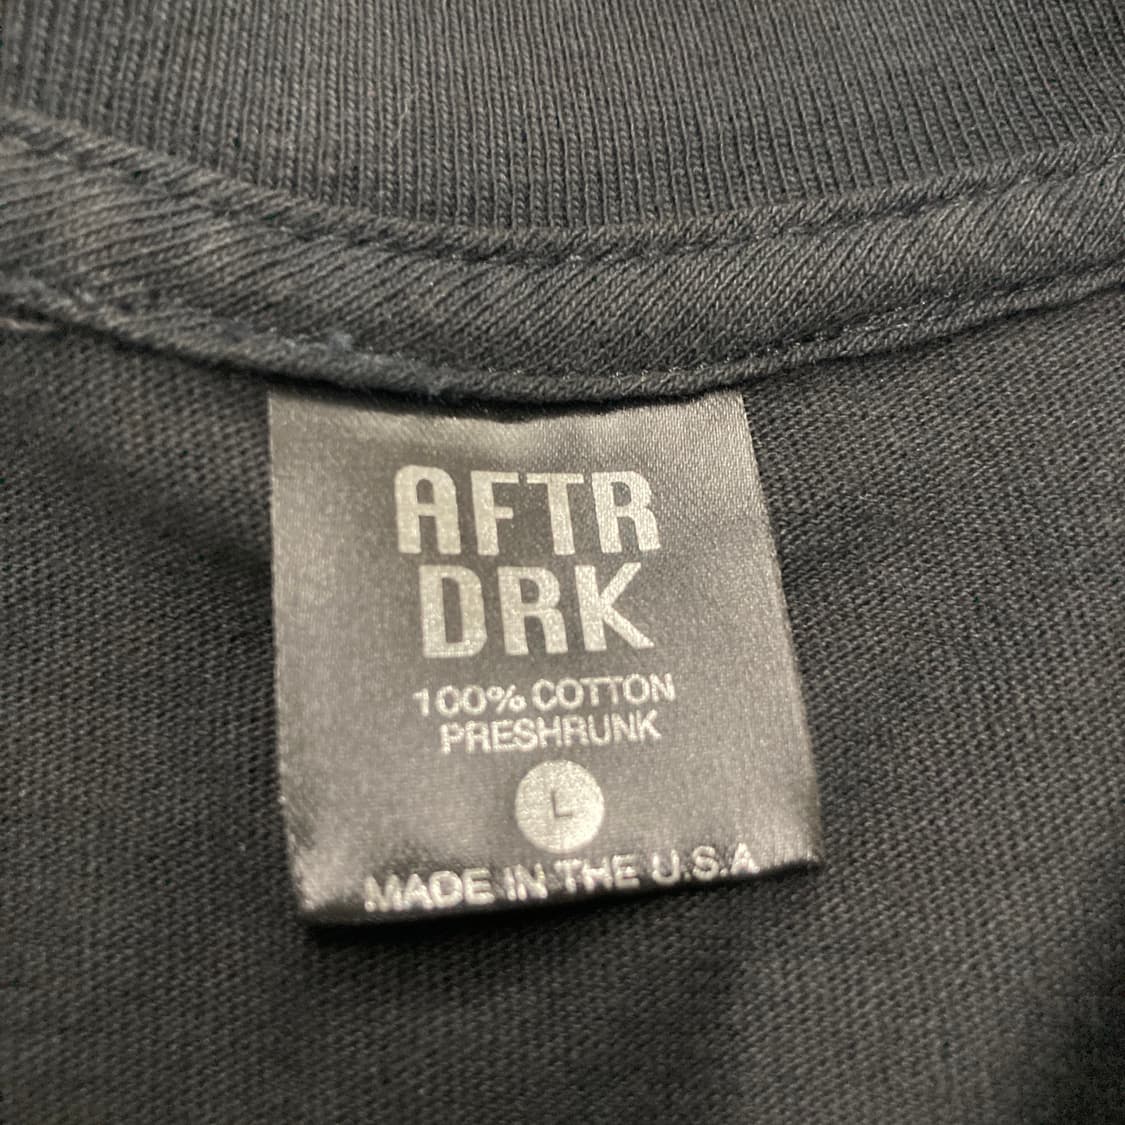 AFTR
DRK
100% COTTON
PRESHRUNK
L
MADE IN THE U.S.A